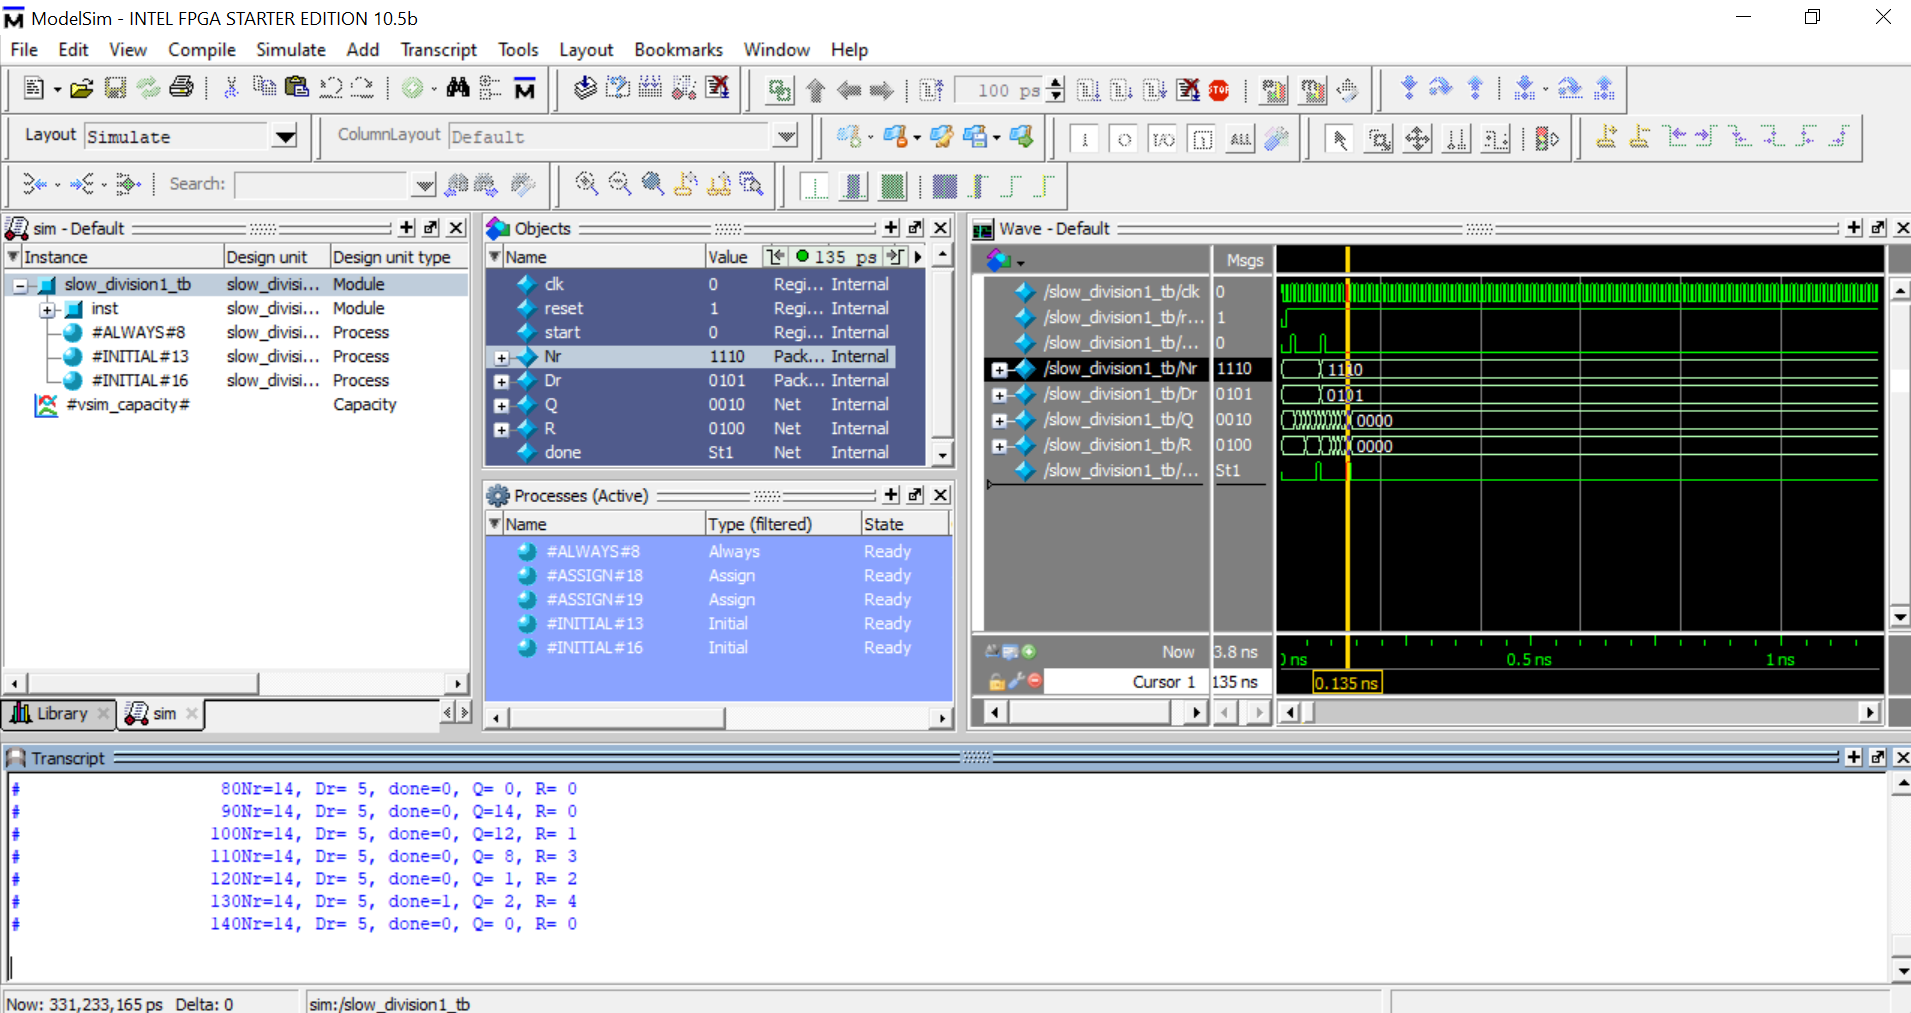 ModelSim - INTEL FPGA STARTER EDITION 10.5b
File Edit View Compile Simulate Add Transcript Tools Layout Bookmarks Window Help
100 ps
STOP
Layout Simulate
ColumnLayout Default
ALL
Search:
sim - Default
Instance Design unit Design unit type
slow_division1_tb slow_divisi... Module
inst slow_divisi... Module
#ALWAYS#8 slow_divisi... Process
#INITIAL#13 slow_divisi... Process
#INITIAL#16 slow_divisi... Process
#vsim_capacity# Capacity
Library sim
Objects
Name Value 135 ps
clk 0 Regi... Internal
reset 1 Regi... Internal
start 0 Regi... Internal
Nr 1110 Pack... Internal
Dr 0101 Pack... Internal
Q 0010 Net Internal
R 0100 Net Internal
done St1 Net Internal
Processes (Active)
Name Type (filtered) State
#ALWAYS#8 Always Ready
#ASSIGN#18 Assign Ready
#ASSIGN#19 Assign Ready
#INITIAL#13 Initial Ready
#INITIAL#16 Initial Ready
Wave - Default
Msgs
/slow_division1_tb/clk 0
/slow_division1_tb/r... 1
/slow_division1_tb/... 0
/slow_division1_tb/Nr 1110 1110
/slow_division1_tb/Dr 0101 0101
/slow_division1_tb/Q 0010 0000
/slow_division1_tb/R 0100 0000
/slow_division1_tb/... St1
Now 3.8 ns ns 0.5 ns 1 ns
Cursor 1 135 ns 0.135 ns
Transcript
# 80Nr=14, Dr= 5, done=0, Q= 0, R= 0
# 90Nr=14, Dr= 5, done=0, Q=14, R= 0
# 100Nr=14, Dr= 5, done=0, Q=12, R= 1
# 110Nr=14, Dr= 5, done=0, Q= 8, R= 3
# 120Nr=14, Dr= 5, done=0, Q= 1, R= 2
# 130Nr=14, Dr= 5, done=1, Q= 2, R= 4
# 140Nr=14, Dr= 5, done=0, Q= 0, R= 0
Now: 331,233,165 ps Delta: 0 sim:/slow_division1_tb